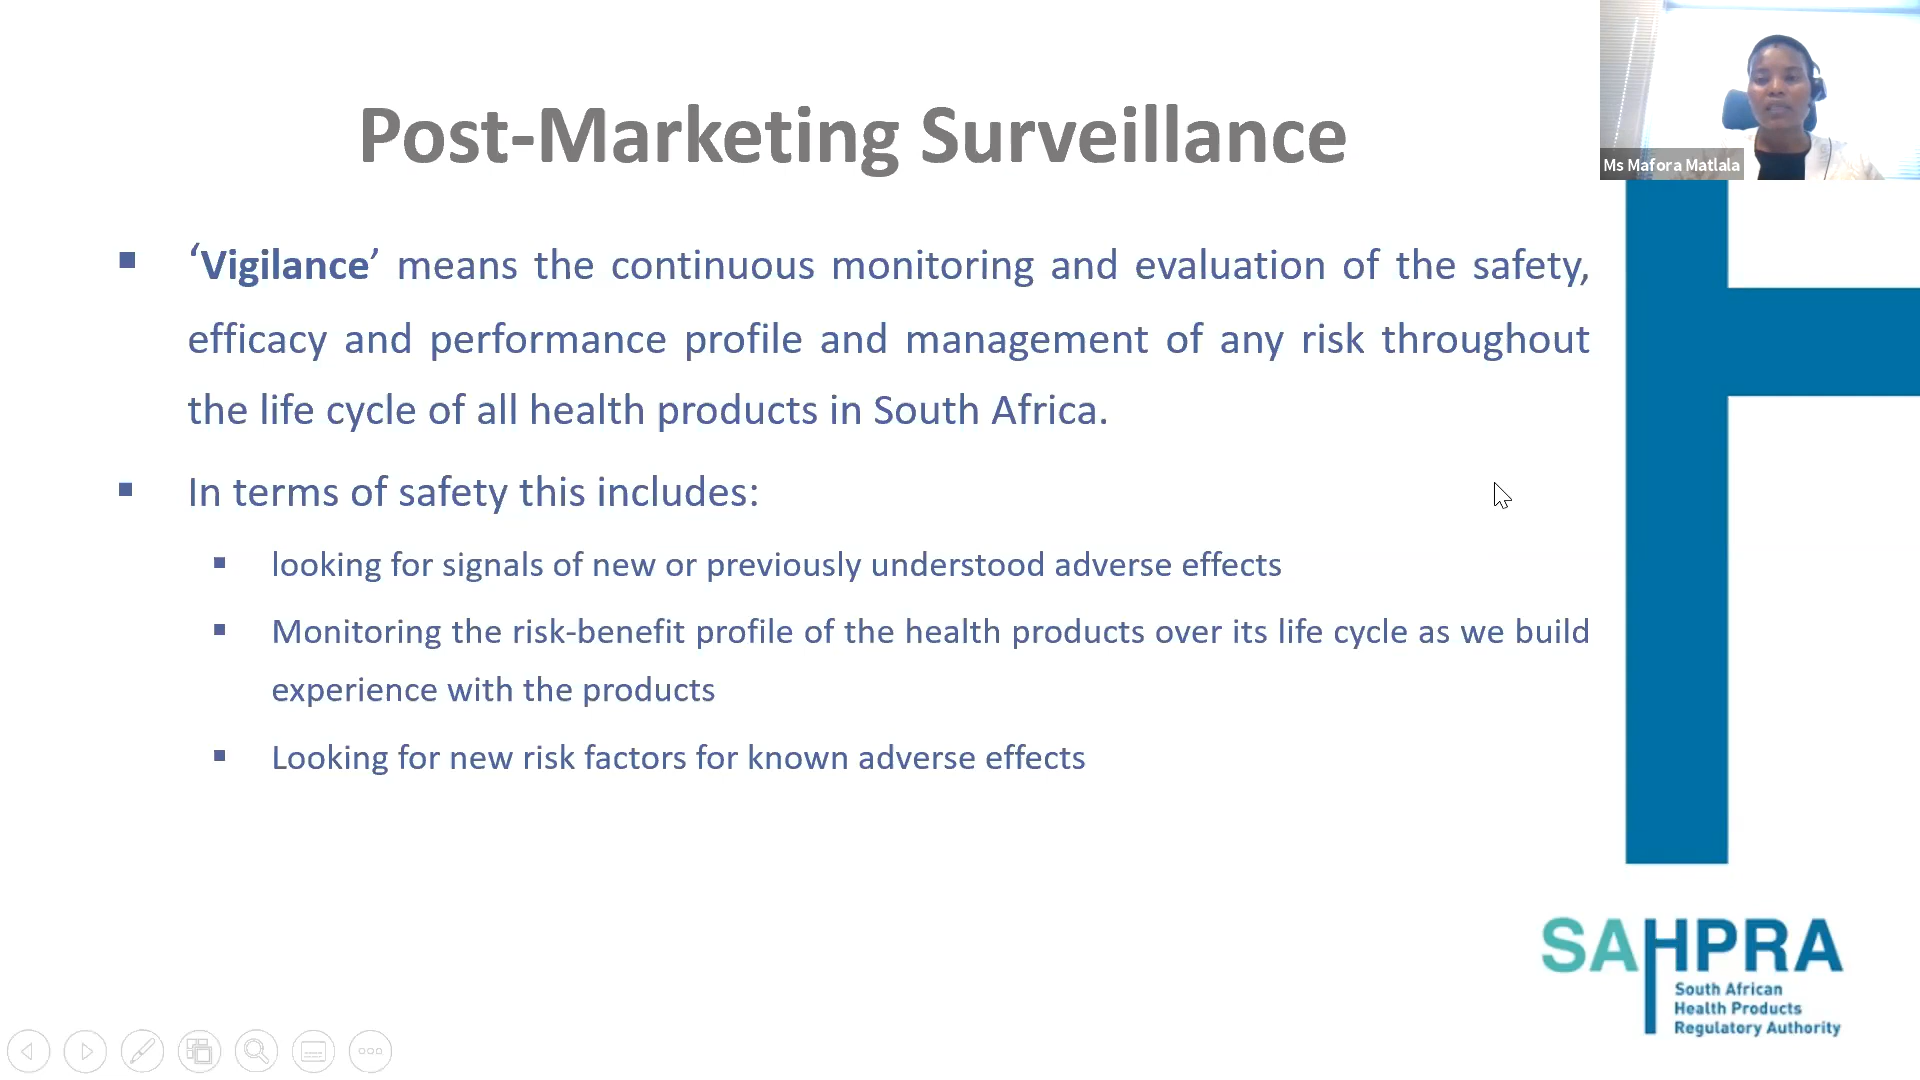 Post-Marketing Surveillance
Ms Mafora Matlala
‘Vigilance’ means the continuous monitoring and evaluation of the safety,
efficacy and performance profile and management of any risk throughout
the life cycle of all health products in South Africa.
In terms of safety this includes:
looking for signals of new or previously understood adverse effects
Monitoring the risk-benefit profile of the health products over its life cycle as we build
experience with the products
Looking for new risk factors for known adverse effects
SAHPRA
South African
Health Products
Regulatory Authority